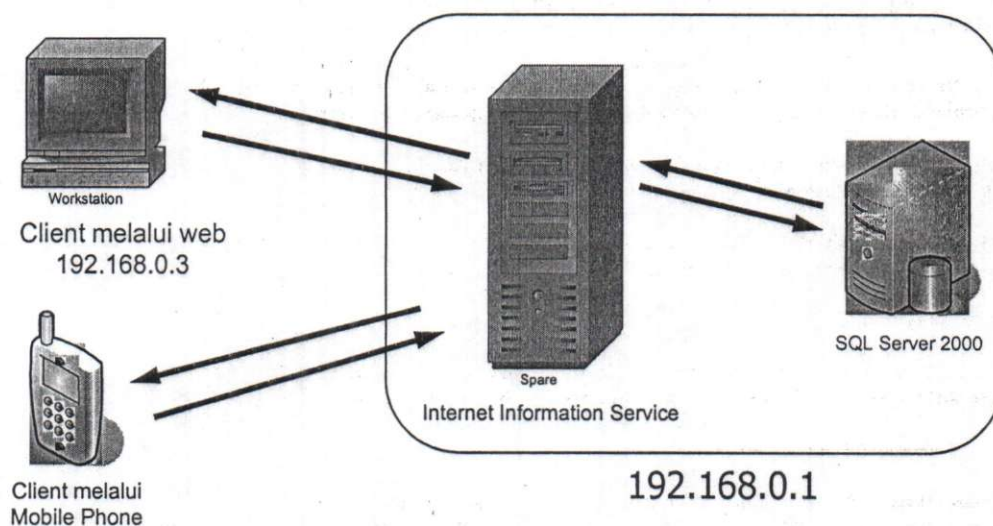 Workstation
Client melalui web
192.168.0.3
Spare
Internet Information Service
SQL Server 2000
192.168.0.1
Client melalui
Mobile Phone